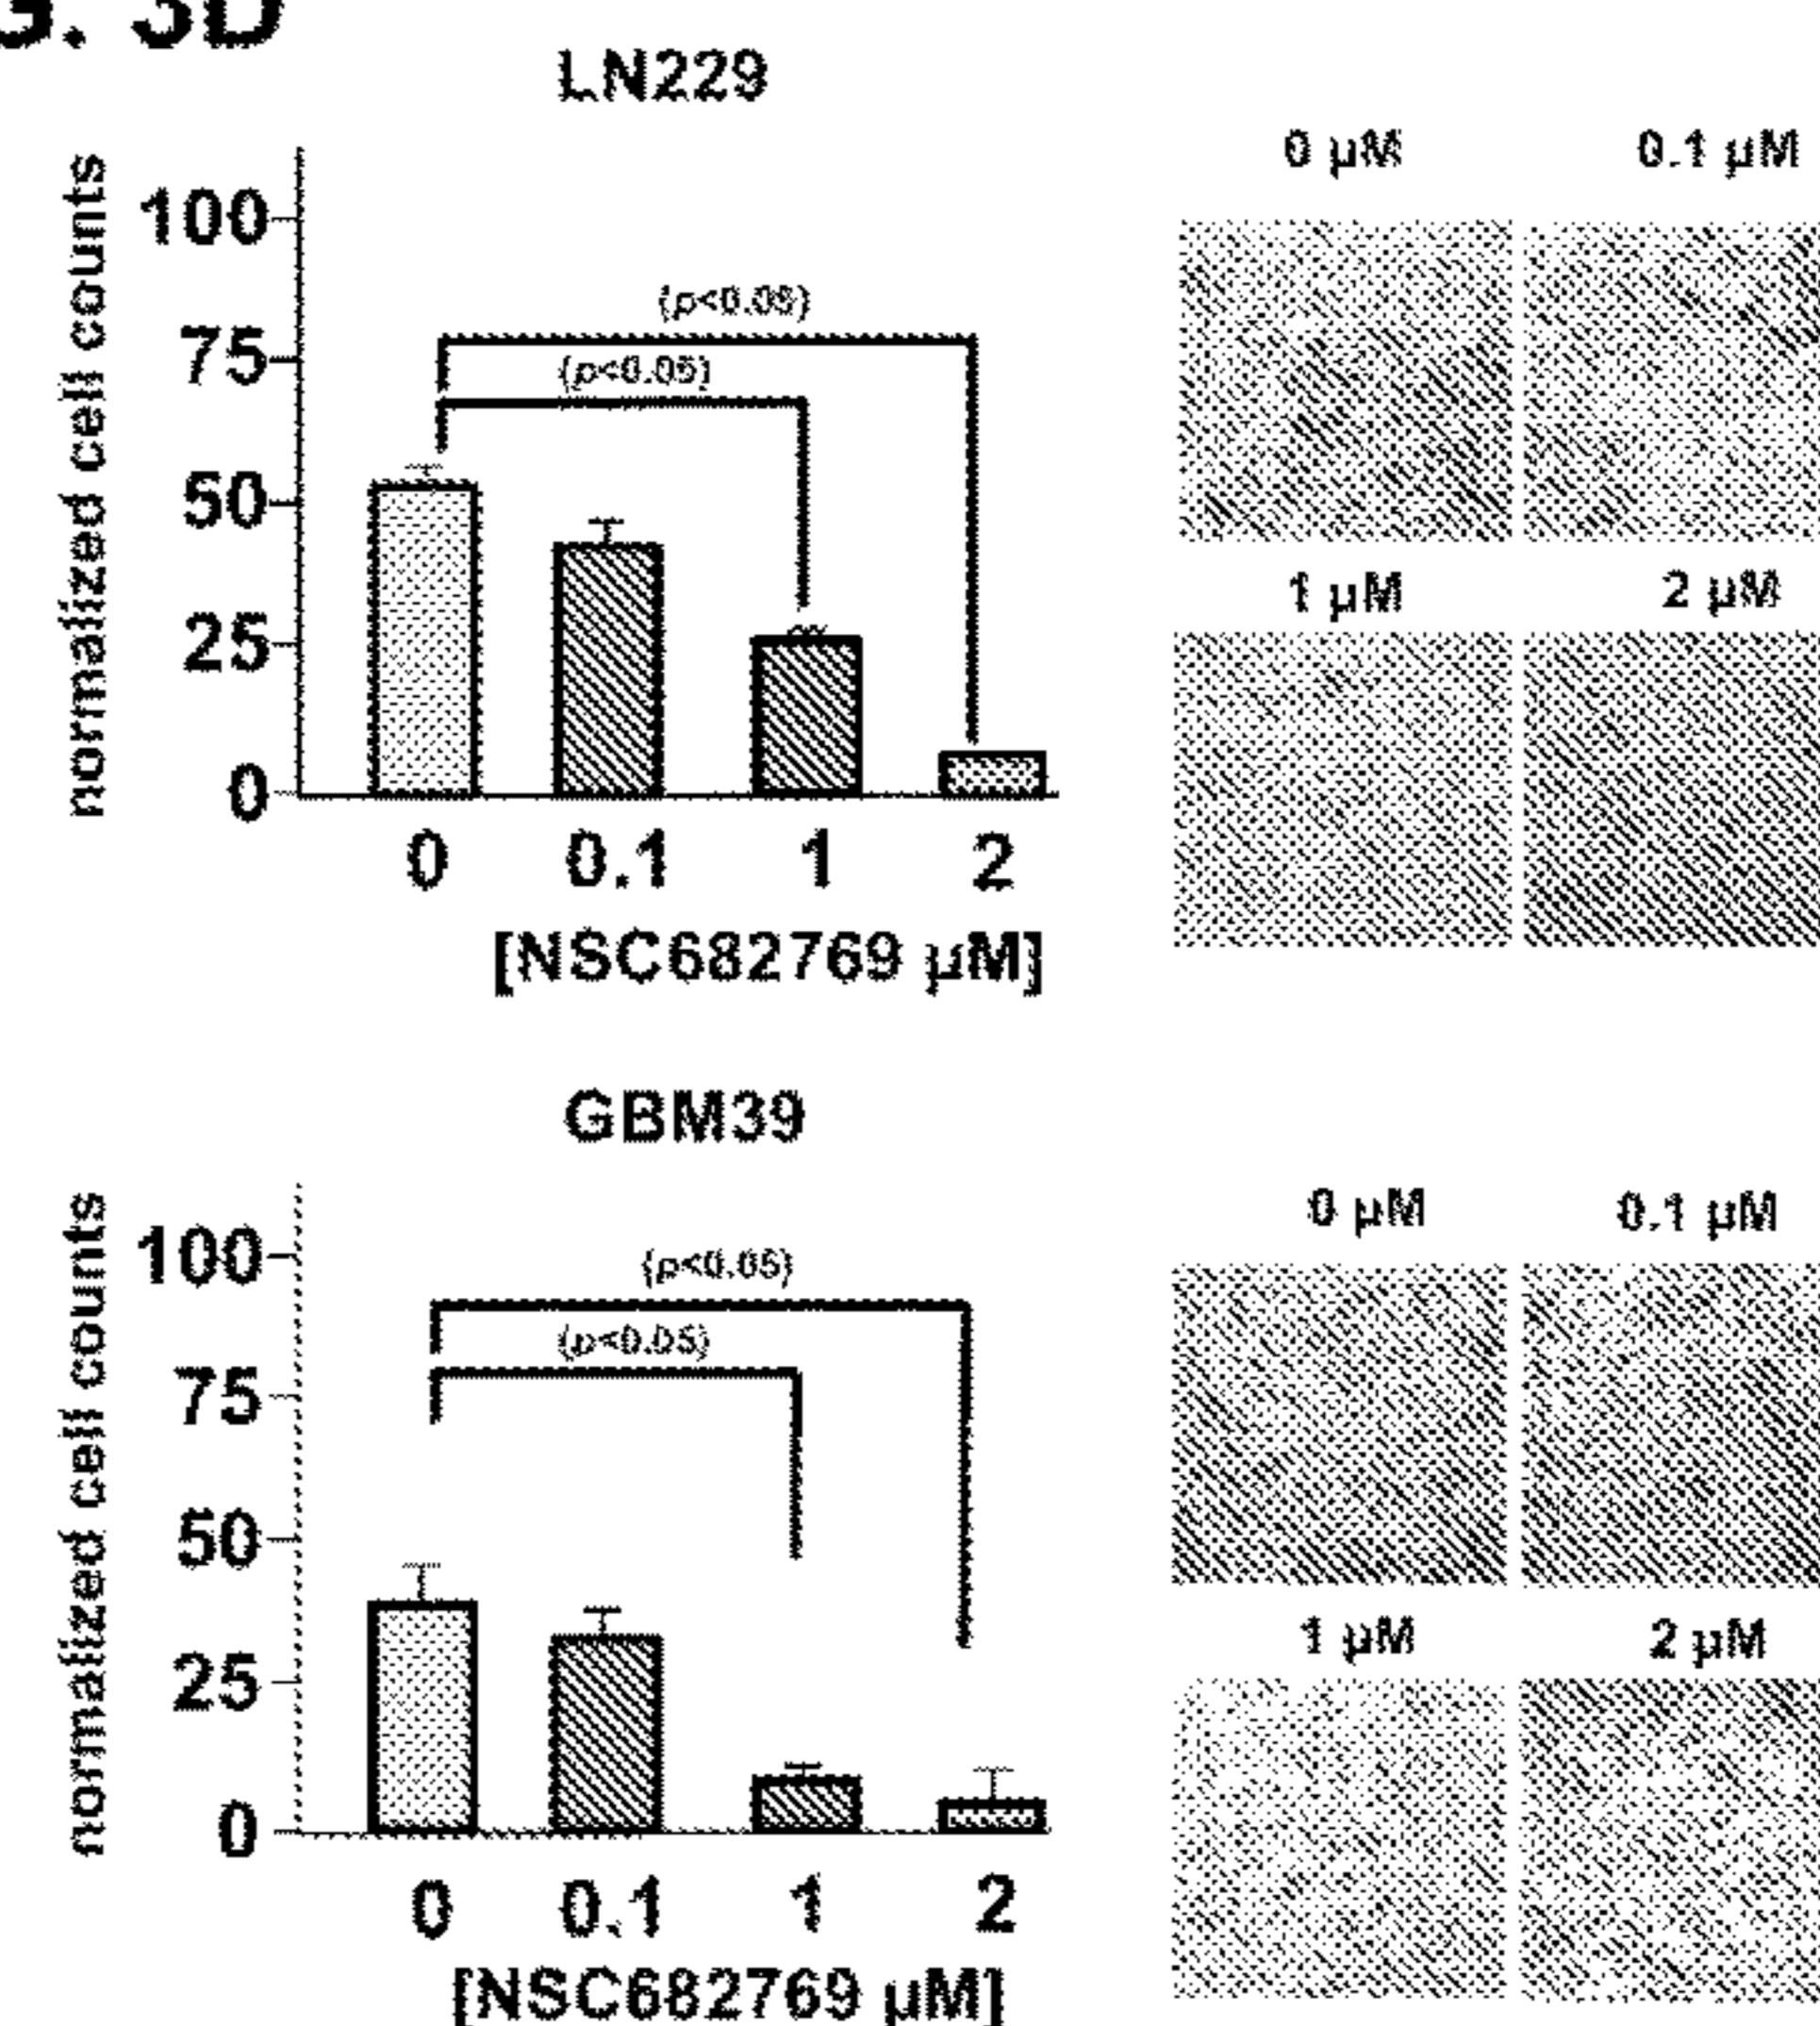 G. 3D
LN229
normalized cell counts
100
75
50
25
0
(p<0.05)
(p<0.05)
0 0.1 1 2
[NSC682769 µM]
0 µM 0.1 µM
1 µM 2 µM
GBM39
normalized cell counts
100
75
50
25
0
(p<0.05)
(p<0.05)
0 0.1 1 2
[NSC682769 µM]
0 µM 0.1 µM
1 µM 2 µM